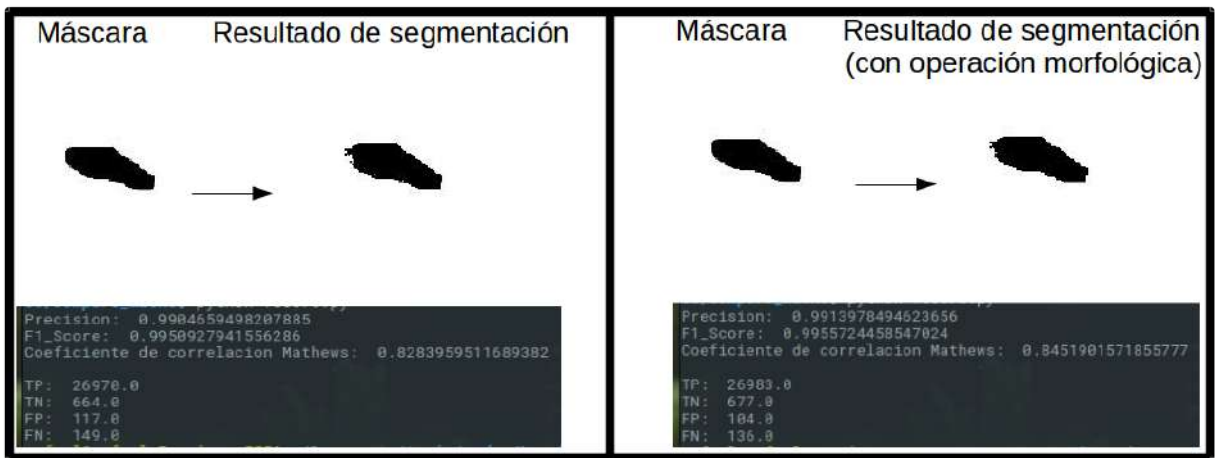 Máscara
Resultado de segmentación
Precision: 0.9904659498207885
F1_Score: 0.9950927941556286
Coeficiente de correlacion Mathews: 0.8283959511689382
TP: 26970.0
TN: 664.0
FP: 117.0
FN: 149.0
Máscara
Resultado de segmentación
(con operación morfológica)
Precision: 0.9913978494623656
F1_Score: 0.9955724458547024
Coeficiente de correlacion Mathews: 0.8451901571855777
TP: 26983.0
TN: 677.0
FP: 104.0
FN: 136.0